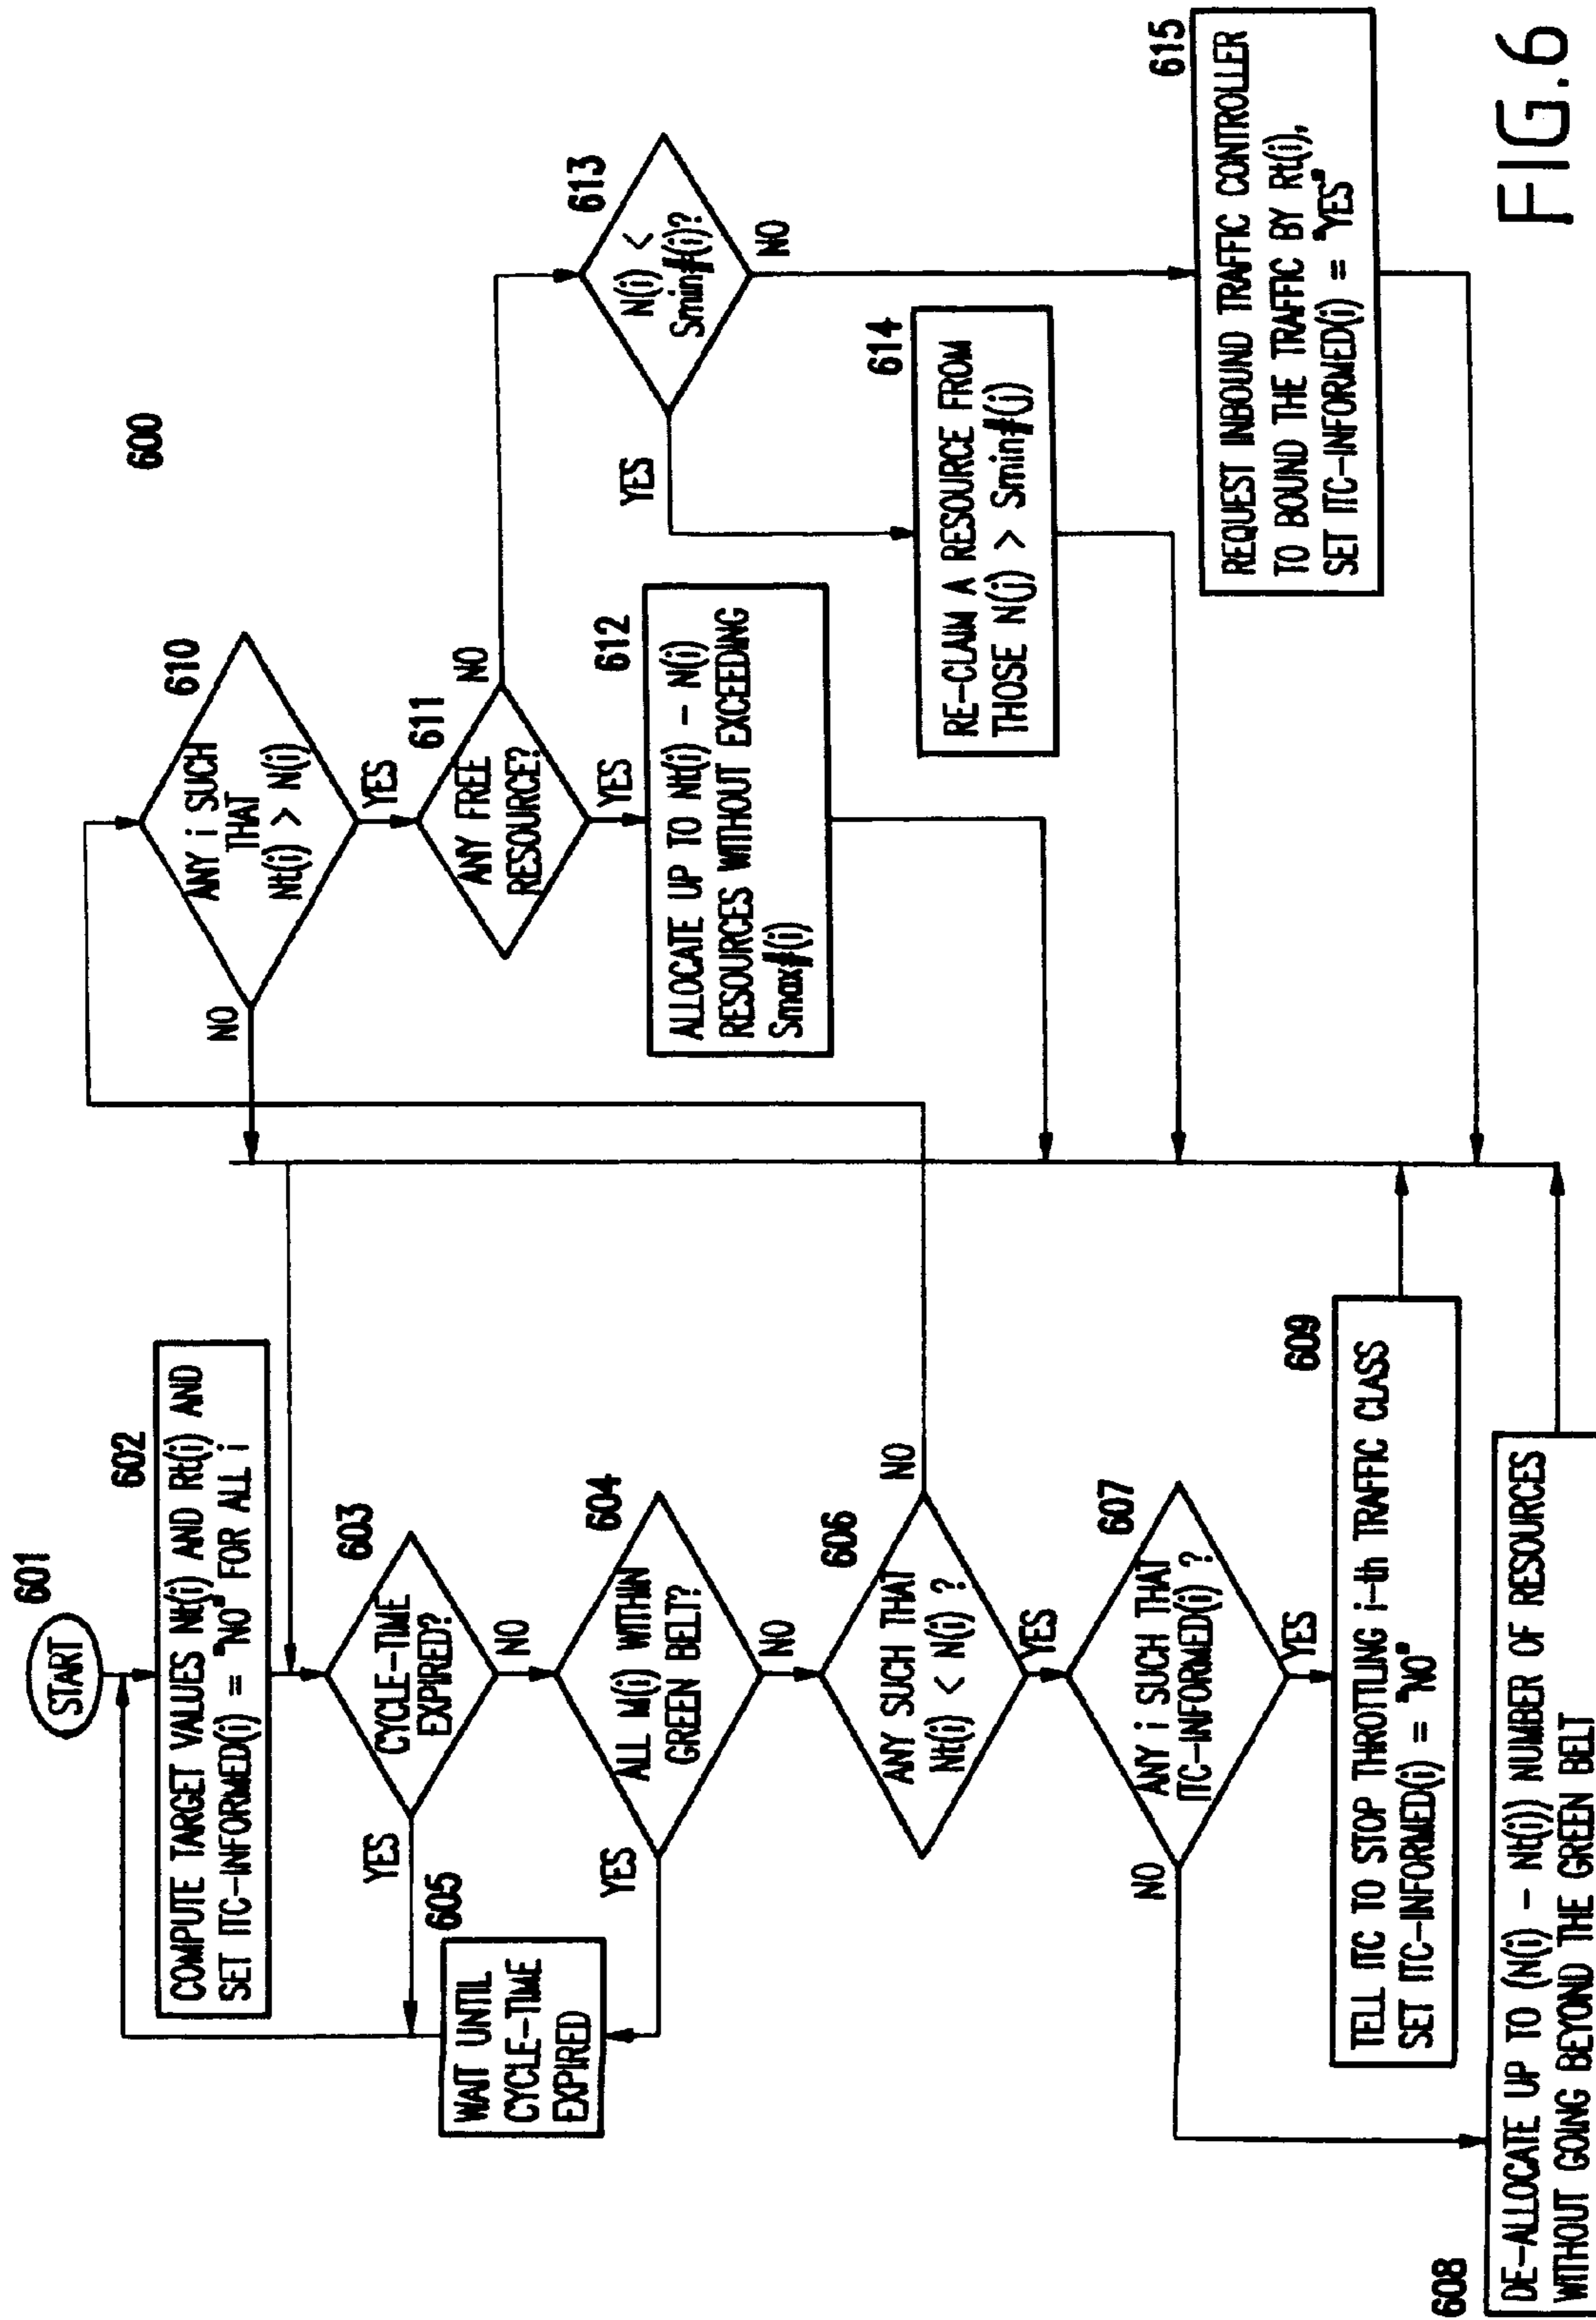 600
601
START
602
COMPUTE TARGET VALUES Nt(i) AND Rt(i) AND
SET ITC-INFORMED(i) = "NO" FOR ALL i
603
CYCLE-TIME
EXPIRED?
YES
NO
604
ALL M(i) WITHIN
GREEN BELT?
YES
NO
605
WAIT UNTIL
CYCLE-TIME
EXPIRED
606
ANY SUCH THAT
Nt(i) < N(i) ?
NO
YES
607
ANY i SUCH THAT
ITC-INFORMED(i) ?
NO
YES
609
TELL ITC TO STOP THROTTLING i-th TRAFFIC CLASS
SET ITC-INFORMED(i) = "NO"
608
DE-ALLOCATE UP TO (N(i) - Nt(i)) NUMBER OF RESOURCES
WITHOUT GOING BEYOND THE GREEN BELT
610
ANY i SUCH
THAT
Nt(i) > N(i)
NO
YES
611
ANY FREE
RESOURCE?
NO
YES
612
ALLOCATE UP TO Nt(i) - N(i)
RESOURCES WITHOUT EXCEEDING
Smax#(i)
613
N(i) <
Smin#(i)?
YES
NO
614
RE-CLAIM A RESOURCE FROM
THOSE N(j) > Smin#(j)
615
REQUEST INBOUND TRAFFIC CONTROLLER
TO BOUND THE TRAFFIC BY Rt(i),
SET ITC-INFORMED(i) = "YES"
FIG.6